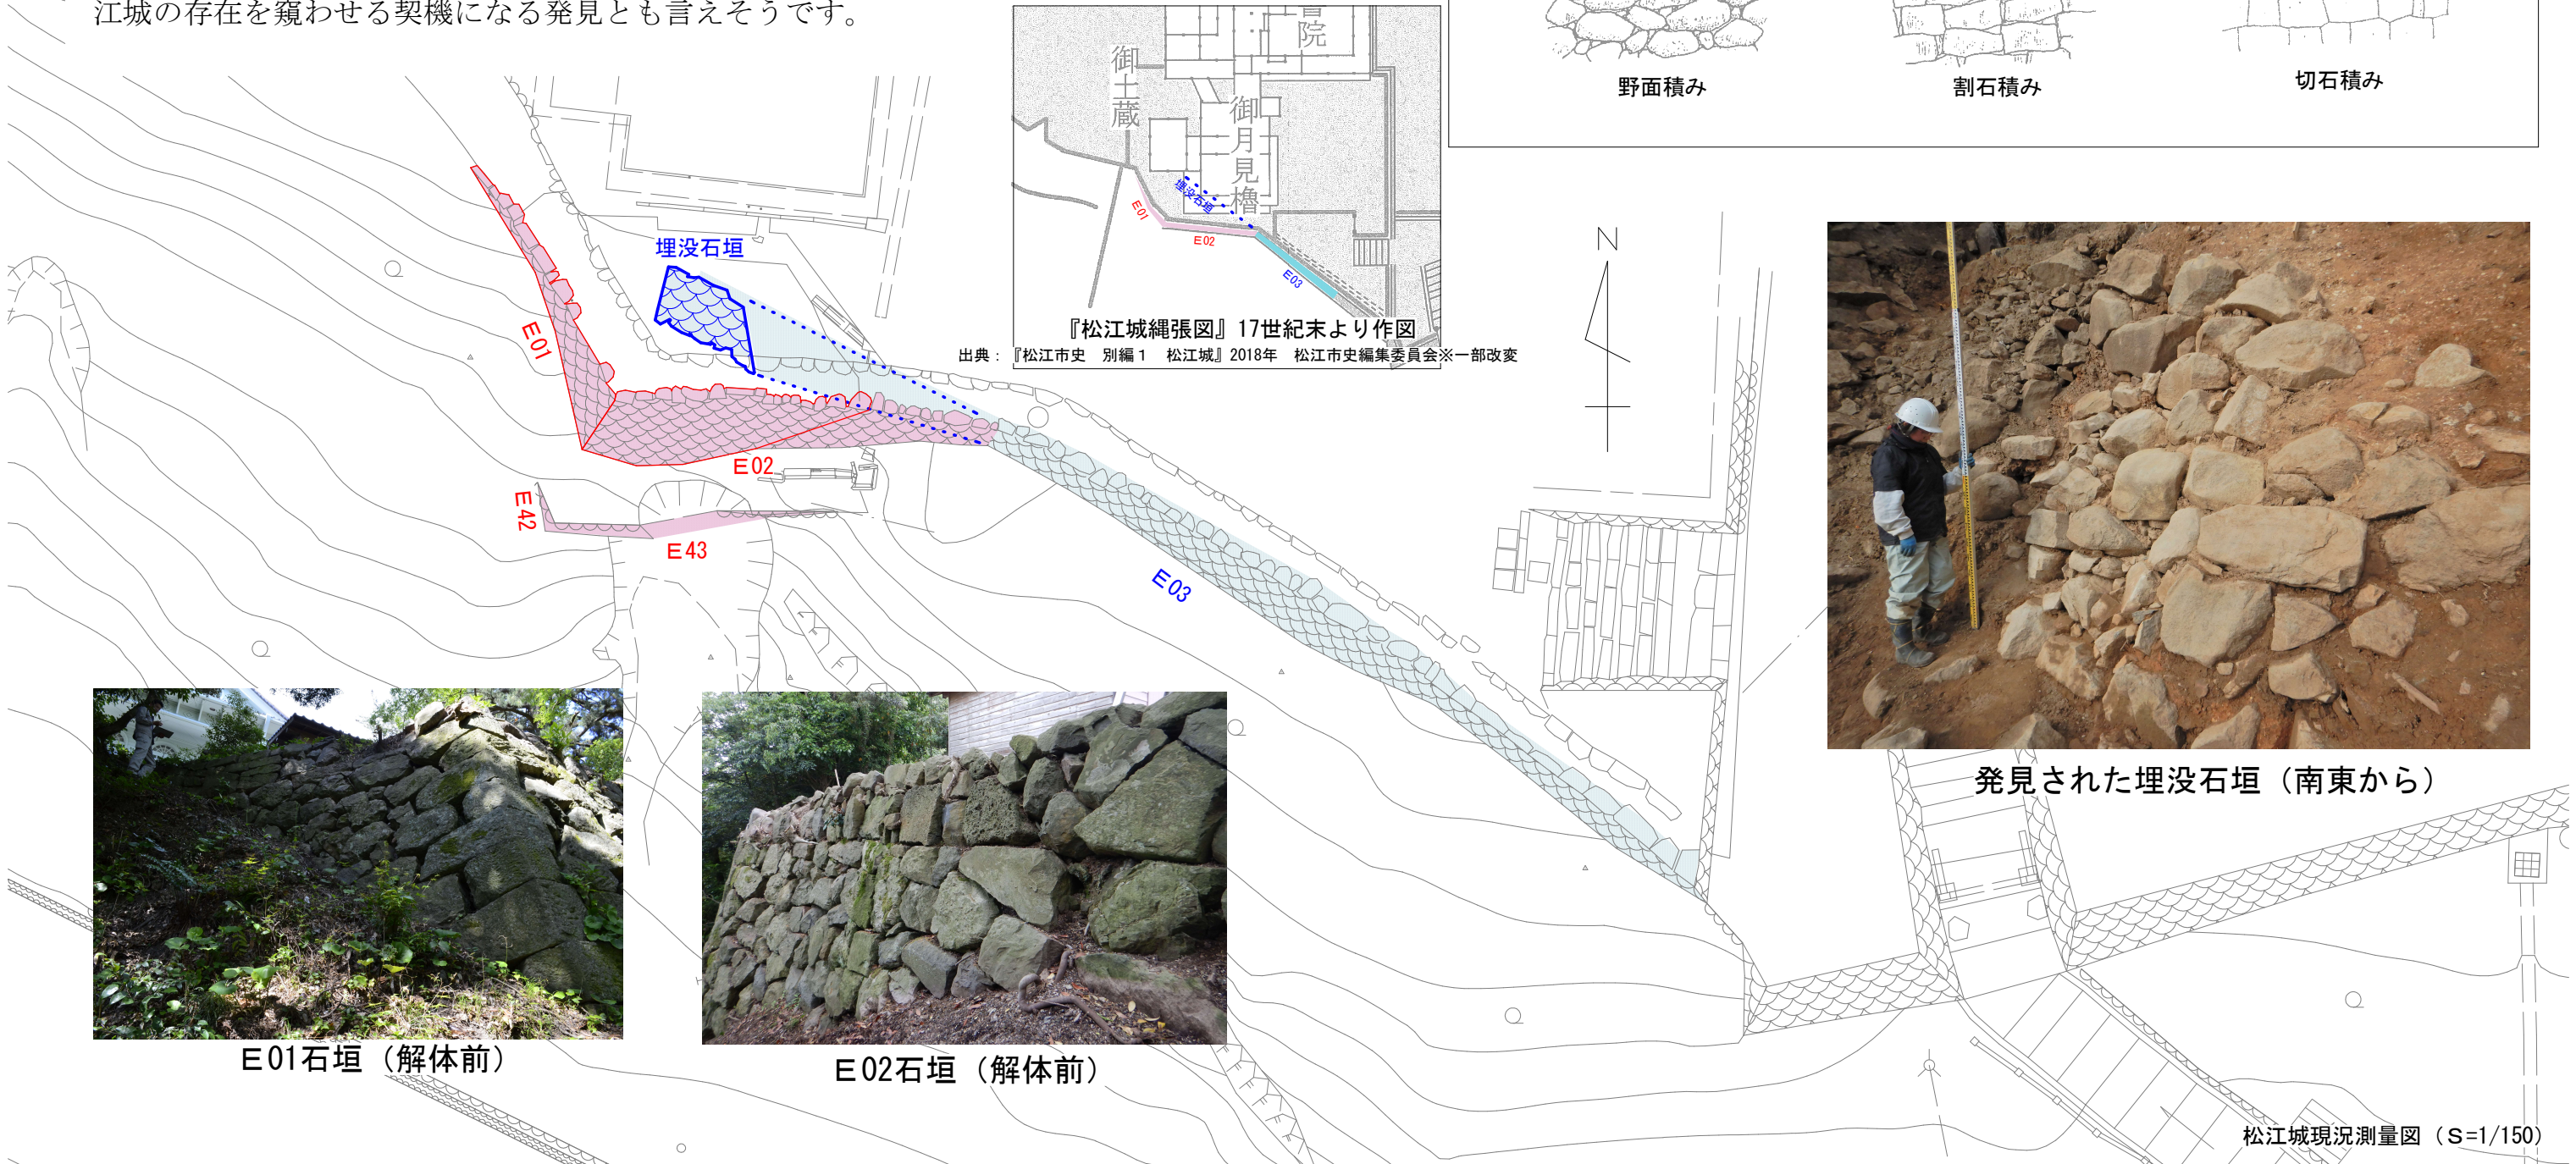 江城の存在を窺わせる契機になる発見とも言えそうです。
野面積み
割石積み
切石積み
書院
御土蔵
御月見櫓
埋没石垣
E01
E02
E03
『松江城縄張図』17世紀末より作図
出典：『松江市史 別編1 松江城』2018年 松江市史編集委員会※一部改変
N
埋没石垣
E01
E02
E42
E43
E03
発見された埋没石垣（南東から）
E01石垣（解体前）
E02石垣（解体前）
松江城現況測量図（S=1/150）